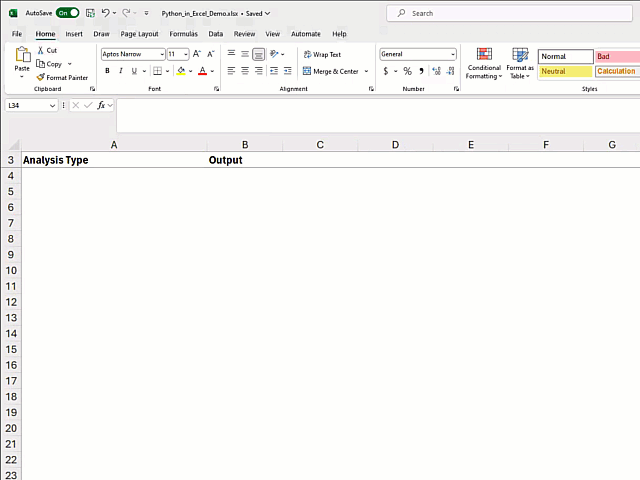 AutoSave On Python_in_Excel_Demo.xlsx • Saved Search
File Home Insert Draw Page Layout Formulas Data Review View Automate Help
Paste Cut Copy Format Painter
Clipboard
Aptos Narrow 11 A A
B I U A
Font
Wrap Text
Merge & Center
Alignment
General
$ % 9
Number
Conditional Formatting
Format as Table
Normal Bad
Neutral Calculation
Styles
L34 fx
A B C D E F G
3 Analysis Type Output
4
5
6
7
8
9
10
11
12
13
14
15
16
17
18
19
20
21
22
23